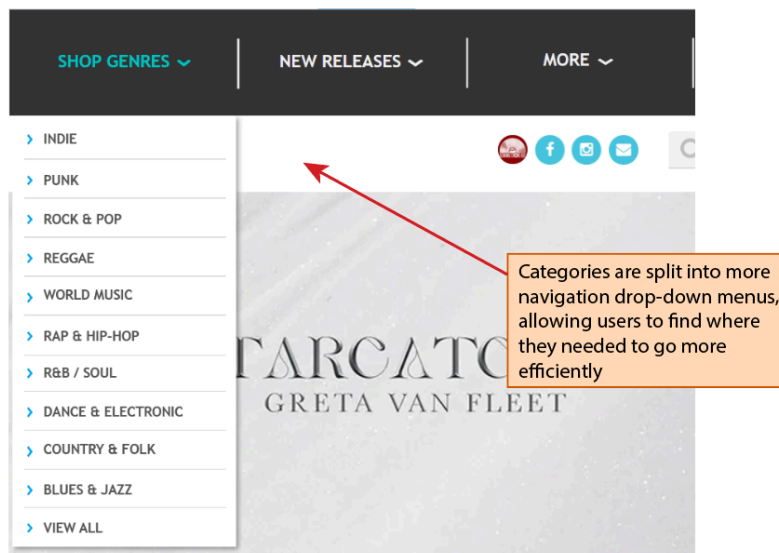 SHOP GENRES
NEW RELEASES
MORE
INDIE
PUNK
ROCK & POP
REGGAE
WORLD MUSIC
RAP & HIP-HOP
R&B / SOUL
DANCE & ELECTRONIC
COUNTRY & FOLK
BLUES & JAZZ
VIEW ALL
Categories are split into more
navigation drop-down menus,
allowing users to find where
they needed to go more
efficiently
TARCATC
GRETA VAN FLEET